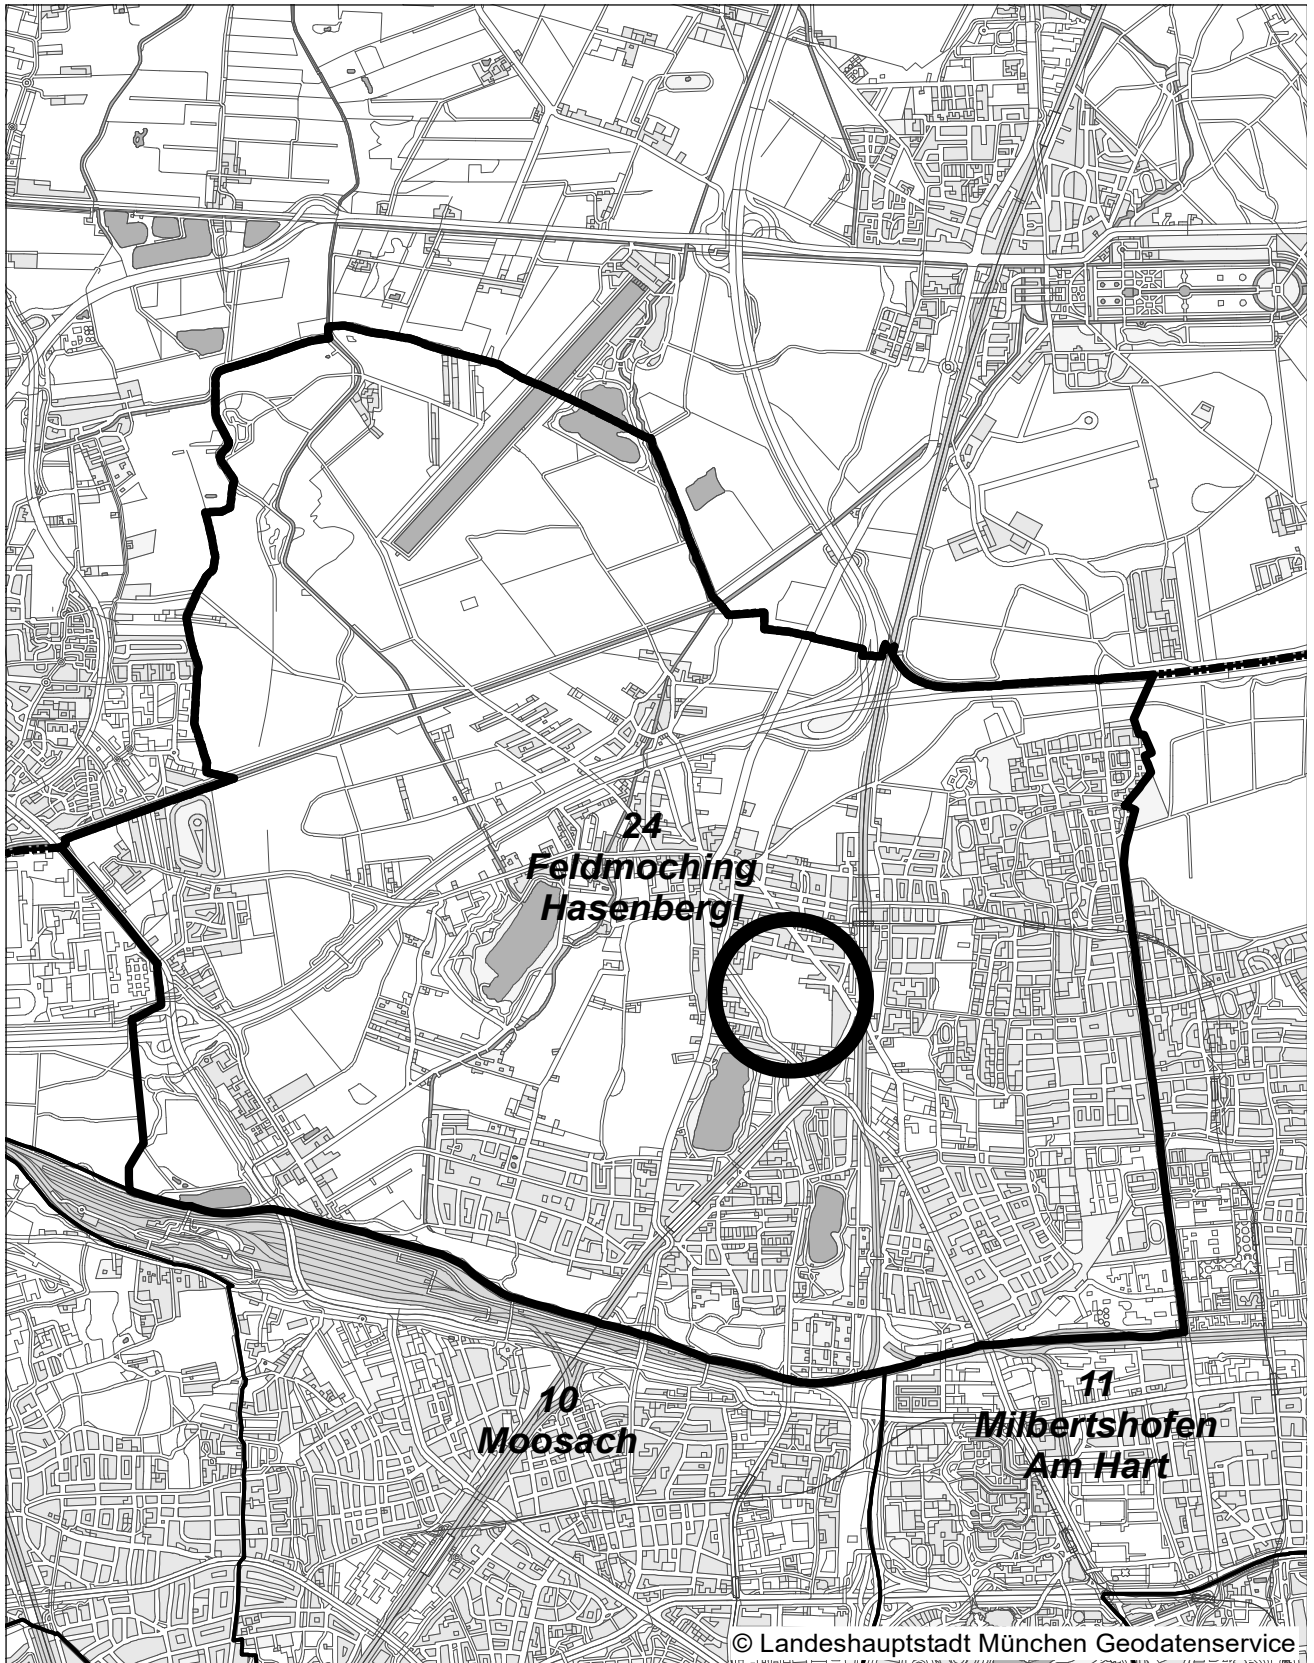 24
Feldmoching
Hasenbergl
10
Moosach
11
Milbertshofen
Am Hart
© Landeshauptstadt München Geodatenservice